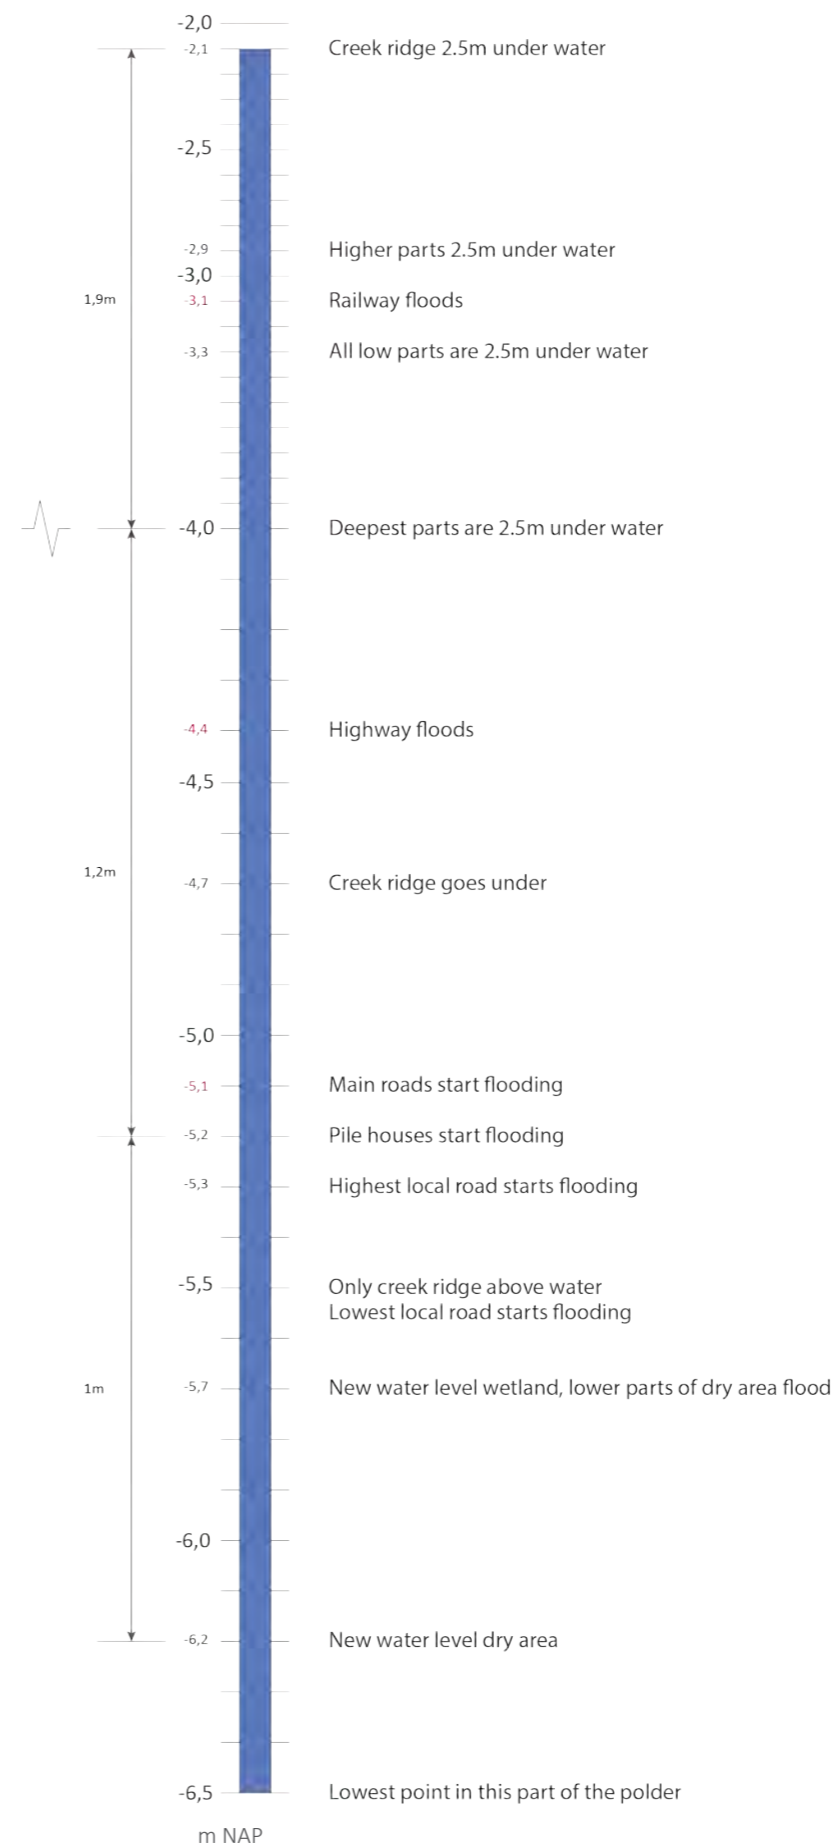 -2,0
-2,1 Creek ridge 2.5m under water
-2,5
-2,9 Higher parts 2.5m under water
-3,0
1,9m -3,1 Railway floods
-3,3 All low parts are 2.5m under water
-4,0 Deepest parts are 2.5m under water
-4,4 Highway floods
-4,5
1,2m
-4,7 Creek ridge goes under
-5,0
-5,1 Main roads start flooding
-5,2 Pile houses start flooding
-5,3 Highest local road starts flooding
-5,5 Only creek ridge above water
Lowest local road starts flooding
1m -5,7 New water level wetland, lower parts of dry area flood
-6,0
-6,2 New water level dry area
-6,5 Lowest point in this part of the polder
m NAP